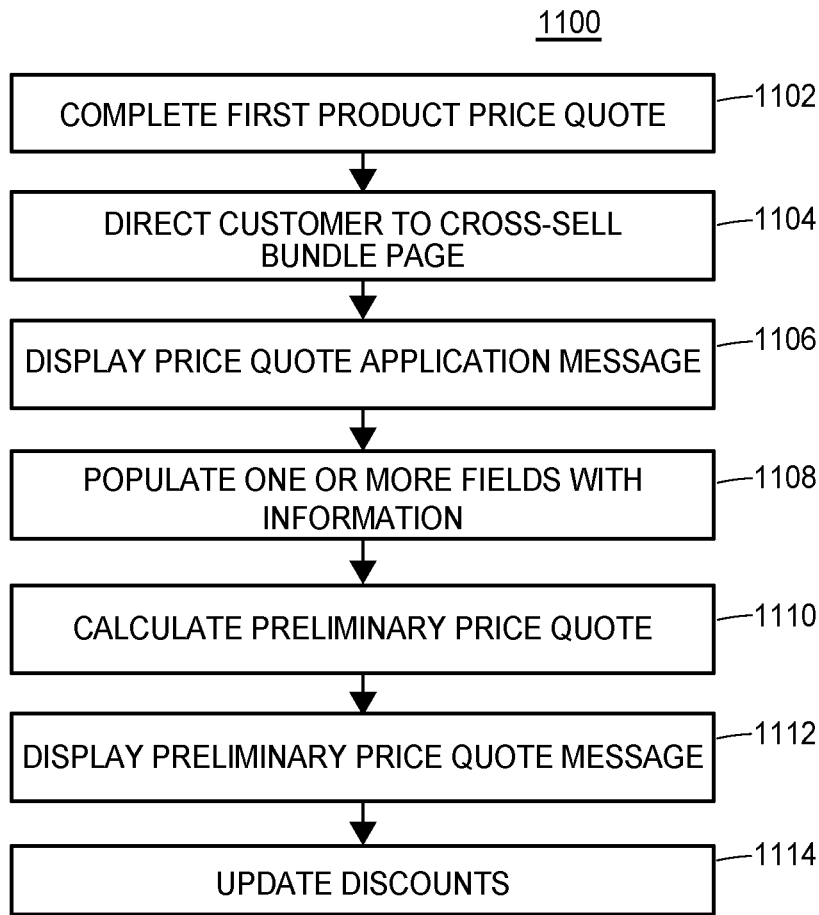 1100
COMPLETE FIRST PRODUCT PRICE QUOTE
1102
DIRECT CUSTOMER TO CROSS-SELL
BUNDLE PAGE
1104
DISPLAY PRICE QUOTE APPLICATION MESSAGE
1106
POPULATE ONE OR MORE FIELDS WITH
INFORMATION
1108
CALCULATE PRELIMINARY PRICE QUOTE
1110
DISPLAY PRELIMINARY PRICE QUOTE MESSAGE
1112
UPDATE DISCOUNTS
1114